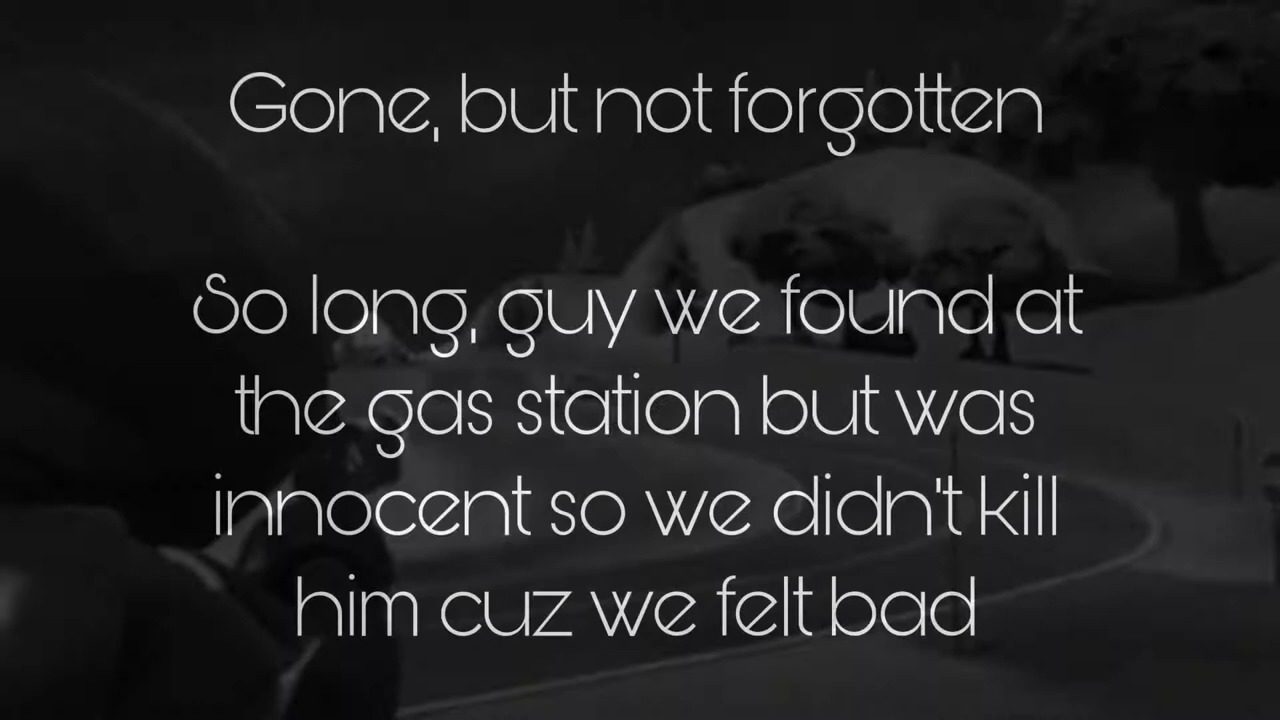 Gone, but not forgotten
So long, guy we found at
the gas station but was
innocent so we didn't kill
him cuz we felt bad